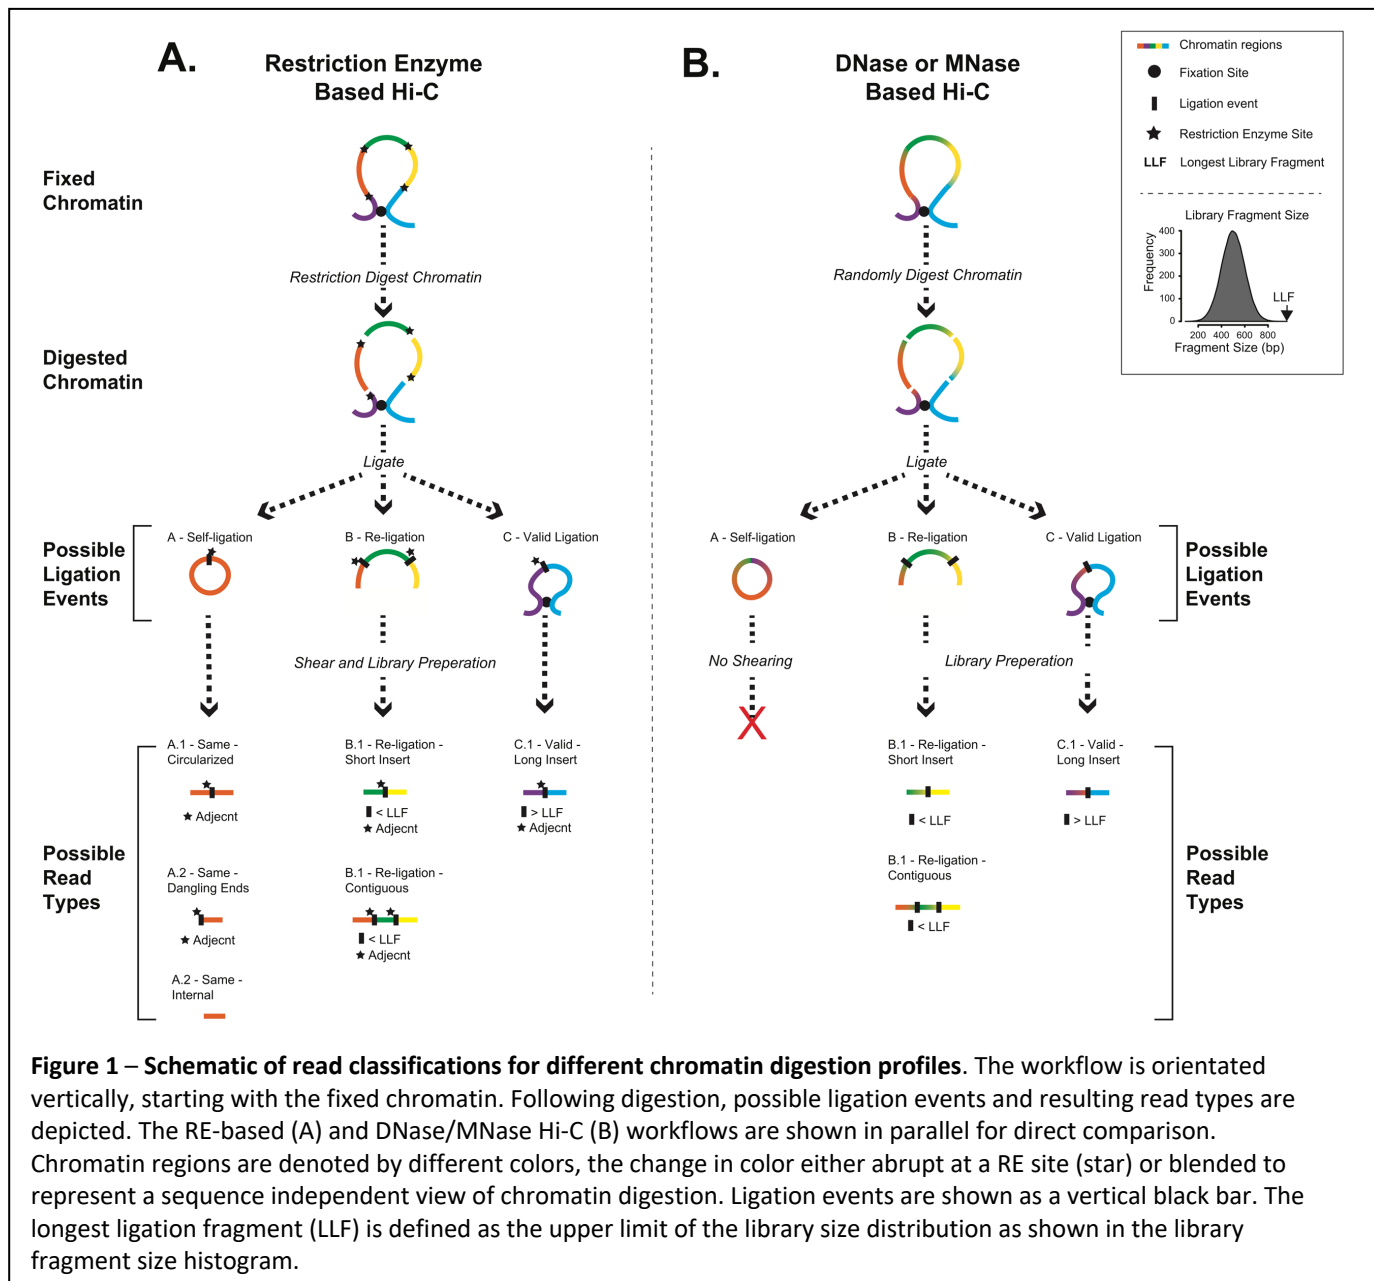 A.
Restriction Enzyme
Based Hi-C
B.
DNase or MNase
Based Hi-C
Chromatin regions
Fixation Site
Ligation event
Restriction Enzyme Site
LLF Longest Library Fragment
Library Fragment Size
Frequency
400
300
200
100
0
LLF
200 400 600 800
Fragment Size (bp)
Fixed
Chromatin
Restriction Digest Chromatin
Randomly Digest Chromatin
Digested
Chromatin
Ligate
Ligate
Possible
Ligation
Events
A - Self-ligation
B - Re-ligation
C - Valid Ligation
A - Self-ligation
B - Re-ligation
C - Valid Ligation
Possible
Ligation
Events
Shear and Library Preperation
No Shearing
Library Preperation
X
Possible
Read
Types
A.1 - Same -
Circularized
Adjecnt
A.2 - Same -
Dangling Ends
Adjecnt
A.2 - Same -
Internal
B.1 - Re-ligation -
Short Insert
< LLF
Adjecnt
B.1 - Re-ligation -
Contiguous
< LLF
Adjecnt
C.1 - Valid -
Long Insert
> LLF
Adjecnt
B.1 - Re-ligation -
Short Insert
< LLF
B.1 - Re-ligation -
Contiguous
< LLF
C.1 - Valid -
Long Insert
> LLF
Possible
Read
Types
Figure 1 – Schematic of read classifications for different chromatin digestion profiles. The workflow is orientated
vertically, starting with the fixed chromatin. Following digestion, possible ligation events and resulting read types are
depicted. The RE-based (A) and DNase/MNase Hi-C (B) workflows are shown in parallel for direct comparison.
Chromatin regions are denoted by different colors, the change in color either abrupt at a RE site (star) or blended to
represent a sequence independent view of chromatin digestion. Ligation events are shown as a vertical black bar. The
longest ligation fragment (LLF) is defined as the upper limit of the library size distribution as shown in the library
fragment size histogram.